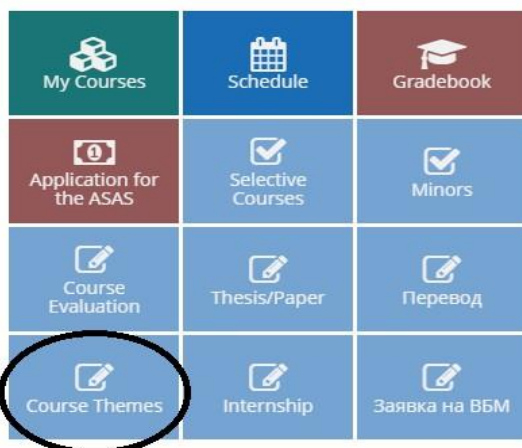 My Courses
Schedule
Gradebook
1
Application for
the ASAS
Selective
Courses
Minors
Course
Evaluation
Thesis/Paper
Перевод
Course Themes
Internship
Заявка на ВБМ